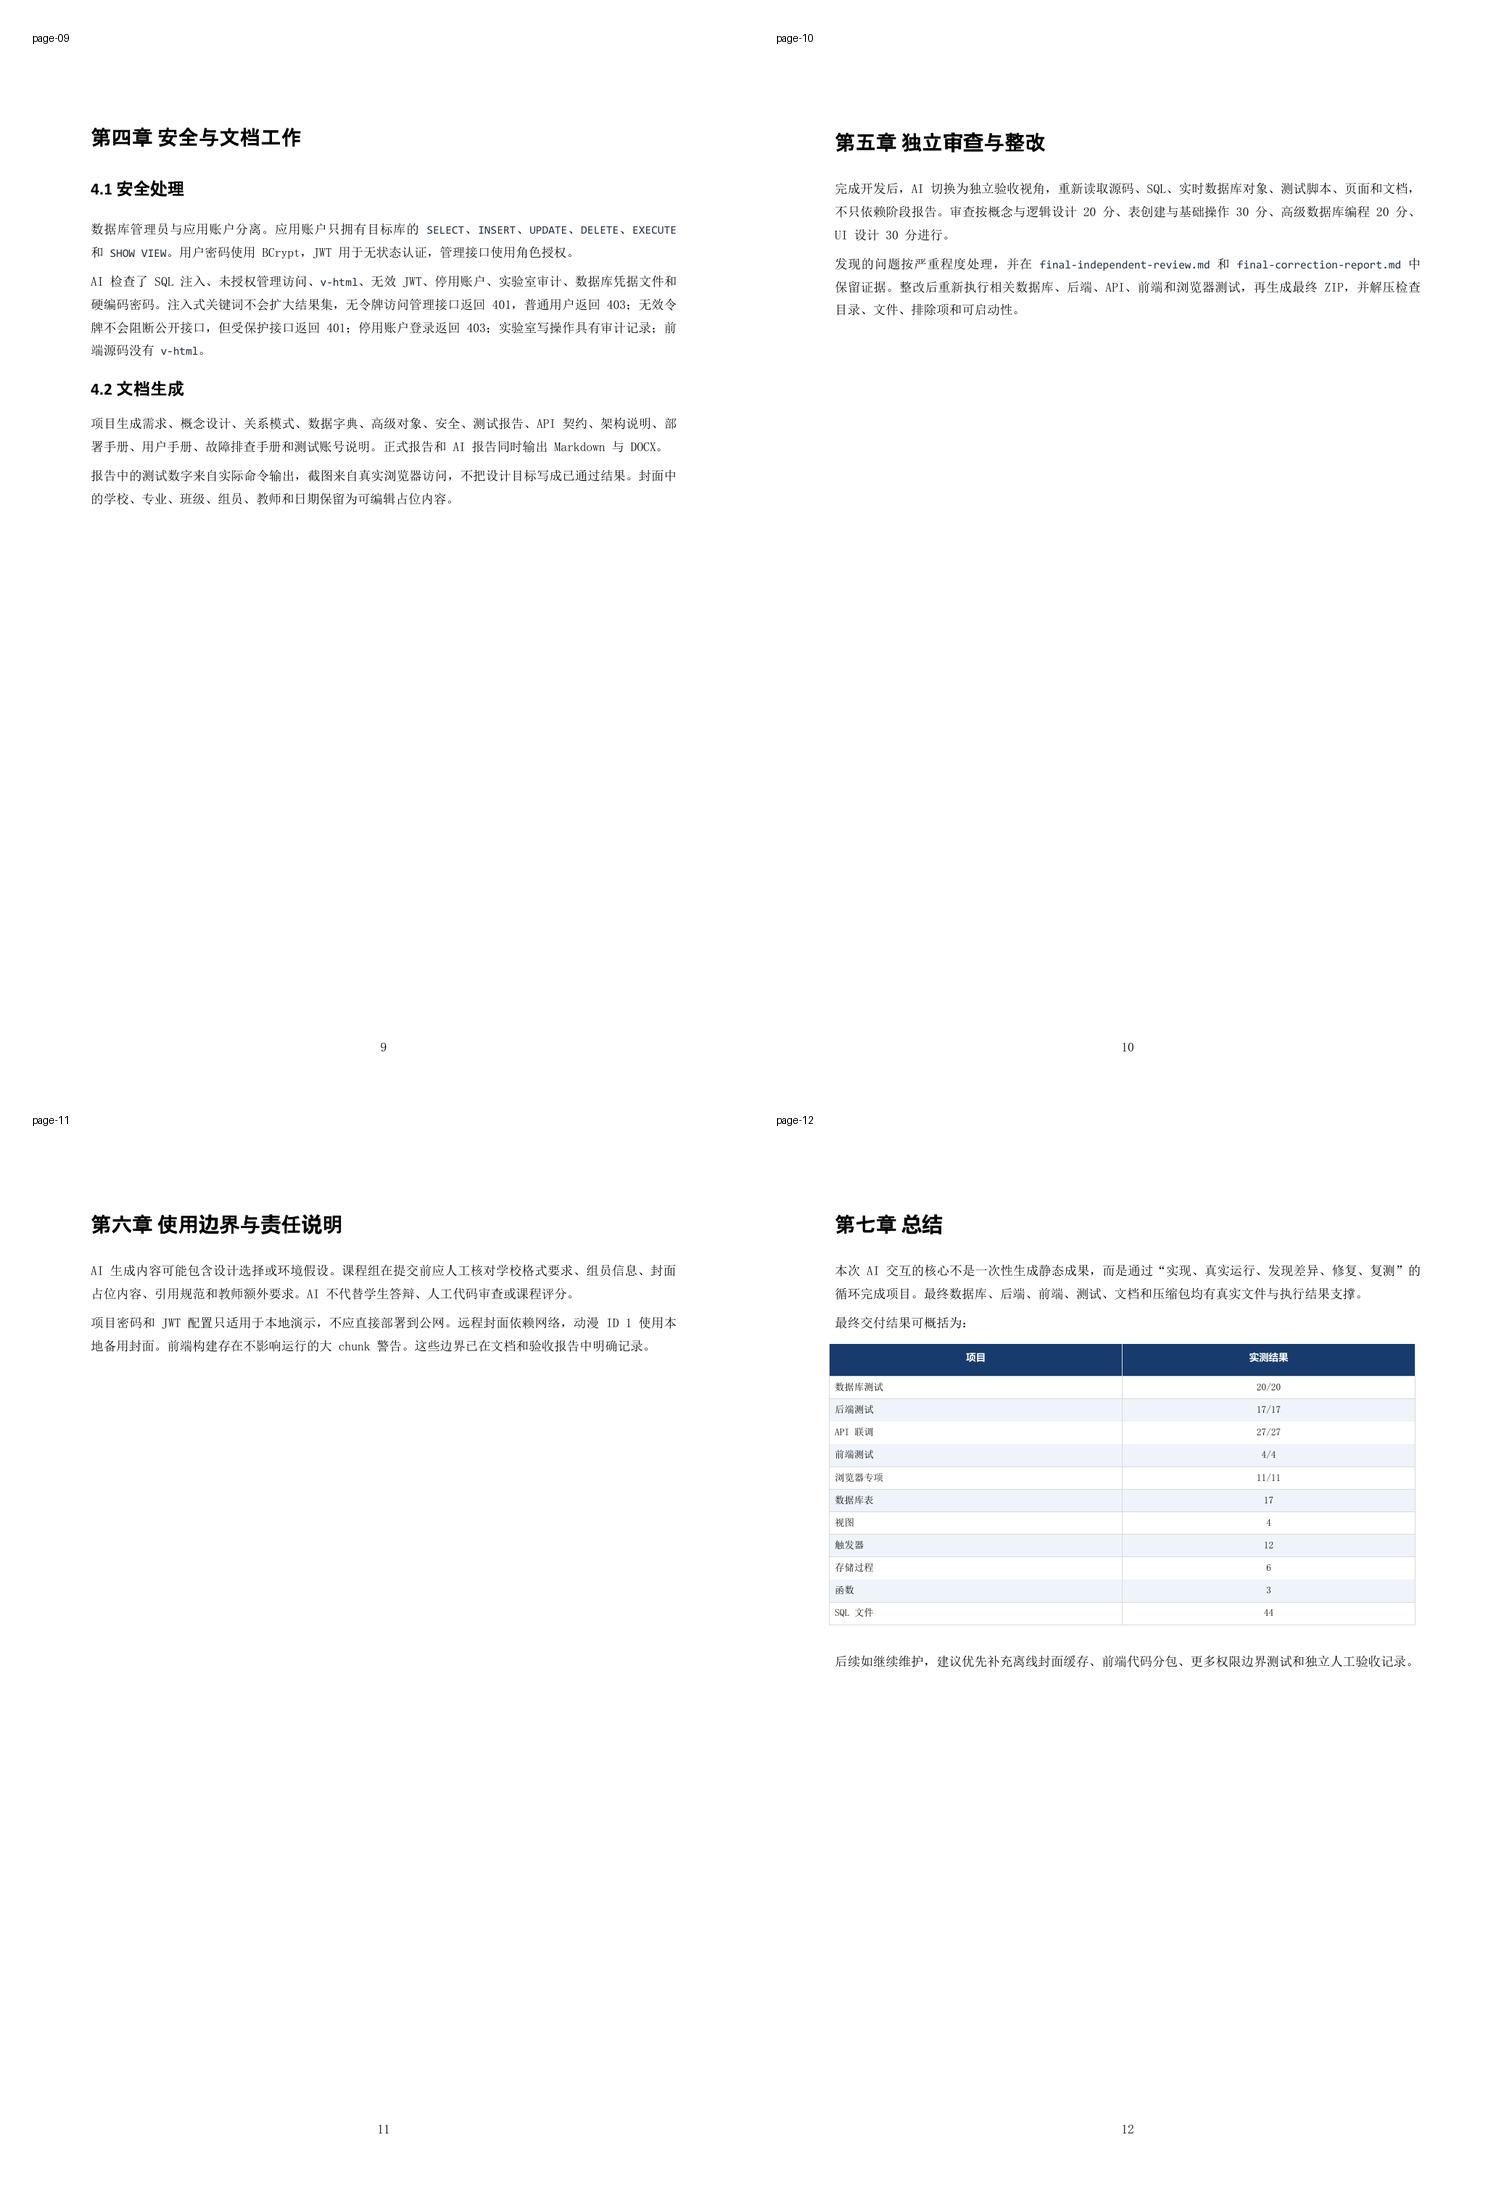 page-09
第四章 安全与文档工作
4.1 安全处理
数据库管理员与应用账户分离。应用账户只拥有目标库的 SELECT、INSERT、UPDATE、DELETE、EXECUTE
和 SHOW VIEW。用户密码使用 BCrypt，JWT 用于无状态认证，管理接口使用角色授权。
AI 检查了 SQL 注入、未授权管理访问、v-html、无效 JWT、停用账户、实验室审计、数据库凭据文件和
硬编码密码。注入式关键词不会扩大结果集，无令牌访问管理接口返回 401，普通用户返回 403；无效令
牌不会阻断公开接口，但受保护接口返回 401；停用账户登录返回 403；实验室写操作具有审计记录；前
端源码没有 v-html。
4.2 文档生成
项目生成需求、概念设计、关系模式、数据字典、高级对象、安全、测试报告、API 契约、架构说明、部
署手册、用户手册、故障排查手册和测试账号说明。正式报告和 AI 报告同时输出 Markdown 与 DOCX。
报告中的测试数字来自实际命令输出，截图来自真实浏览器访问，不把设计目标写成已通过结果。封面中
的学校、专业、班级、组员、教师和日期保留为可编辑占位内容。
9
page-10
第五章 独立审查与整改
完成开发后，AI 切换为独立验收视角，重新读取源码、SQL、实时数据库对象、测试脚本、页面和文档，
不只依赖阶段报告。审查按概念与逻辑设计 20 分、表创建与基础操作 30 分、高级数据库编程 20 分、
UI 设计 30 分进行。
发现的问题按严重程度处理，并在 final-independent-review.md 和 final-correction-report.md 中
保留证据。整改后重新执行相关数据库、后端、API、前端和浏览器测试，再生成最终 ZIP，并解压检查
目录、文件、排除项和可启动性。
10
page-11
第六章 使用边界与责任说明
AI 生成内容可能包含设计选择或环境假设。课程组在提交前应人工核对学校格式要求、组员信息、封面
占位内容、引用规范和教师额外要求。AI 不代替学生答辩、人工代码审查或课程评分。
项目密码和 JWT 配置只适用于本地演示，不应直接部署到公网。远程封面依赖网络，动漫 ID 1 使用本
地备用封面。前端构建存在不影响运行的大 chunk 警告。这些边界已在文档和验收报告中明确记录。
11
page-12
第七章 总结
本次 AI 交互的核心不是一次性生成静态成果，而是通过“实现、真实运行、发现差异、修复、复测”的
循环完成项目。最终数据库、后端、前端、测试、文档和压缩包均有真实文件与执行结果支撑。
最终交付结果可概括为：
项目 实测结果
数据库测试 20/20
后端测试 17/17
API 联调 27/27
前端测试 4/4
浏览器专项 11/11
数据库表 17
视图 4
触发器 12
存储过程 6
函数 3
SQL 文件 44
后续如继续维护，建议优先补充离线封面缓存、前端代码分包、更多权限边界测试和独立人工验收记录。
12